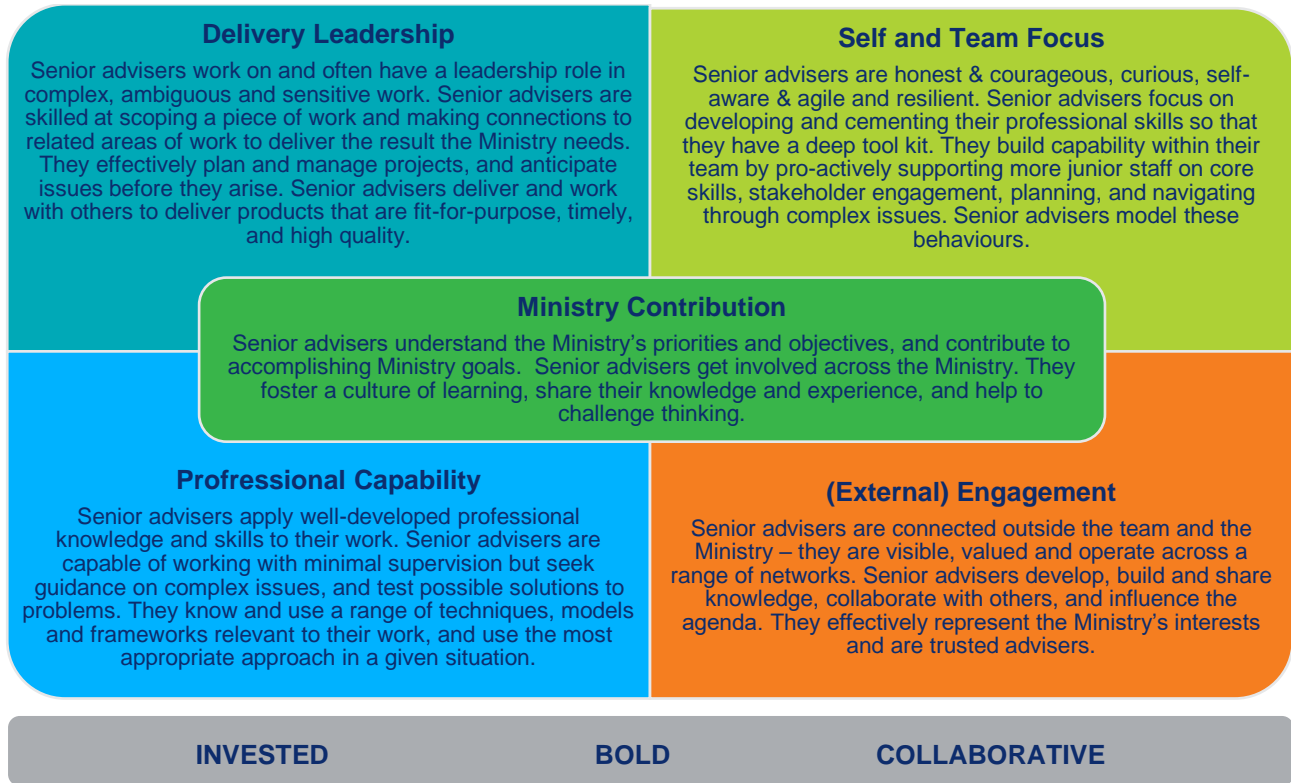 Delivery Leadership
Senior advisers work on and often have a leadership role in
complex, ambiguous and sensitive work. Senior advisers are
skilled at scoping a piece of work and making connections to
related areas of work to deliver the result the Ministry needs.
They effectively plan and manage projects, and anticipate
issues before they arise. Senior advisers deliver and work
with others to deliver products that are fit-for-purpose, timely,
and high quality.
Self and Team Focus
Senior advisers are honest & courageous, curious, self-
aware & agile and resilient. Senior advisers focus on
developing and cementing their professional skills so that
they have a deep tool kit. They build capability within their
team by pro-actively supporting more junior staff on core
skills, stakeholder engagement, planning, and navigating
through complex issues. Senior advisers model these
behaviours.
Ministry Contribution
Senior advisers understand the Ministry’s priorities and objectives, and contribute to
accomplishing Ministry goals.  Senior advisers get involved across the Ministry. They
foster a culture of learning, share their knowledge and experience, and help to
challenge thinking.
Profressional Capability
Senior advisers apply well-developed professional
knowledge and skills to their work. Senior advisers are
capable of working with minimal supervision but seek
guidance on complex issues, and test possible solutions to
problems. They know and use a range of techniques, models
and frameworks relevant to their work, and use the most
appropriate approach in a given situation.
(External) Engagement
Senior advisers are connected outside the team and the
Ministry – they are visible, valued and operate across a
range of networks. Senior advisers develop, build and share
knowledge, collaborate with others, and influence the
agenda. They effectively represent the Ministry’s interests
and are trusted advisers.
INVESTED BOLD COLLABORATIVE